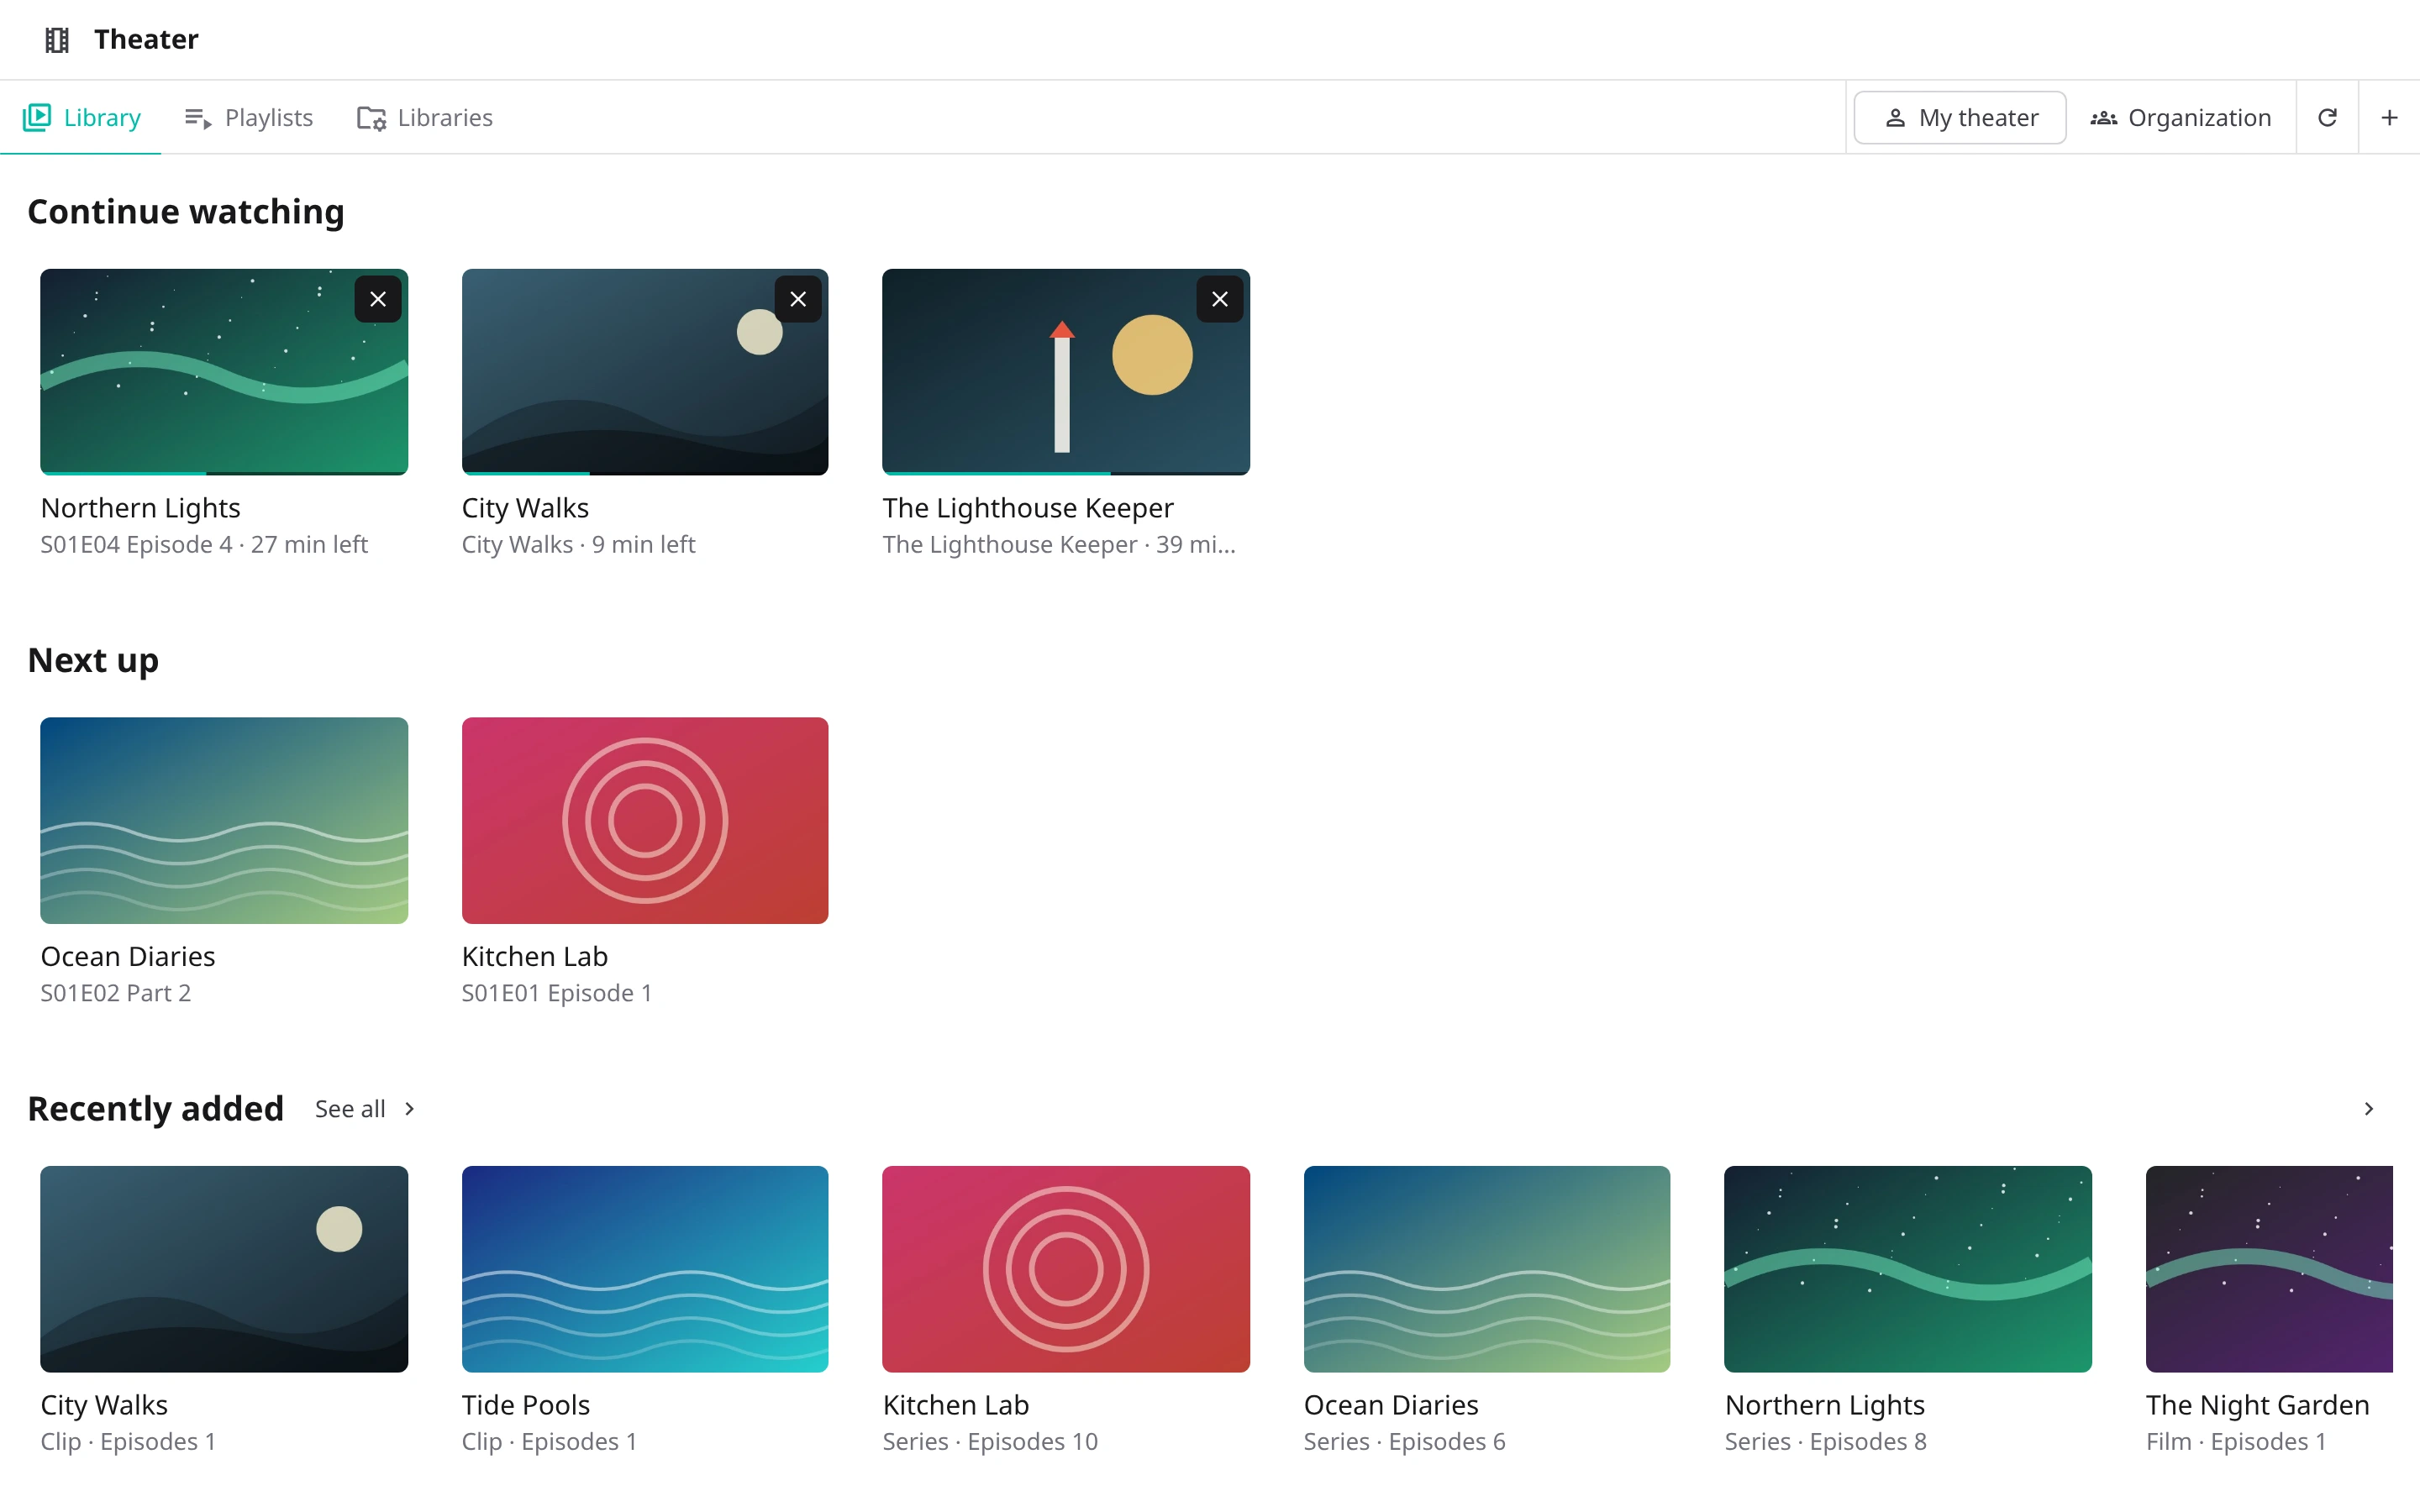 Theater
Library
Playlists
Libraries
My theater
Organization
Continue watching
Northern Lights
S01E04 Episode 4 · 27 min left
City Walks
City Walks · 9 min left
The Lighthouse Keeper
The Lighthouse Keeper · 39 mi...
Next up
Ocean Diaries
S01E02 Part 2
Kitchen Lab
S01E01 Episode 1
Recently added
See all
City Walks
Clip · Episodes 1
Tide Pools
Clip · Episodes 1
Kitchen Lab
Series · Episodes 10
Ocean Diaries
Series · Episodes 6
Northern Lights
Series · Episodes 8
The Night Garden
Film · Episodes 1